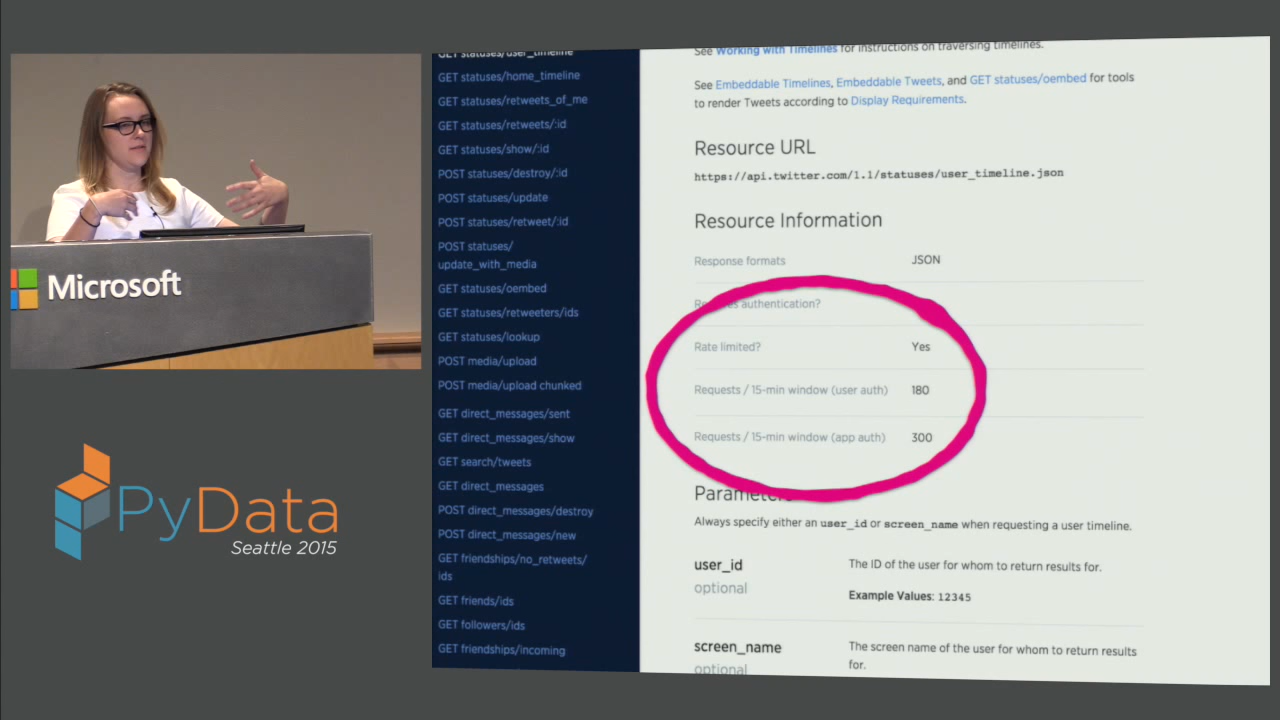 Microsoft
PyData
Seattle 2015
GET statuses/user_timeline
GET statuses/home_timeline
GET statuses/retweets_of_me
GET statuses/retweets/:id
GET statuses/show/:id
POST statuses/destroy/:id
POST statuses/update
POST statuses/retweet/:id
POST statuses/
update_with_media
GET statuses/oembed
GET statuses/retweeters/ids
GET statuses/lookup
POST media/upload
POST media/upload chunked
GET direct_messages/sent
GET direct_messages/show
GET search/tweets
GET direct_messages
POST direct_messages/destroy
POST direct_messages/new
GET friendships/no_retweets/
ids
GET friends/ids
GET followers/ids
GET friendships/incoming
See Working with Timelines for instructions on traversing timelines.
See Embeddable Timelines, Embeddable Tweets, and GET statuses/oembed for tools
to render Tweets according to Display Requirements.
Resource URL
https://api.twitter.com/1.1/statuses/user_timeline.json
Resource Information
Response formats JSON
Requires authentication?
Rate limited? Yes
Requests / 15-min window (user auth) 180
Requests / 15-min window (app auth) 300
Parameters
Always specify either an user_id or screen_name when requesting a user timeline.
user_id The ID of the user for whom to return results for.
optional
Example Values: 12345
screen_name The screen name of the user for whom to return results
for.
optional